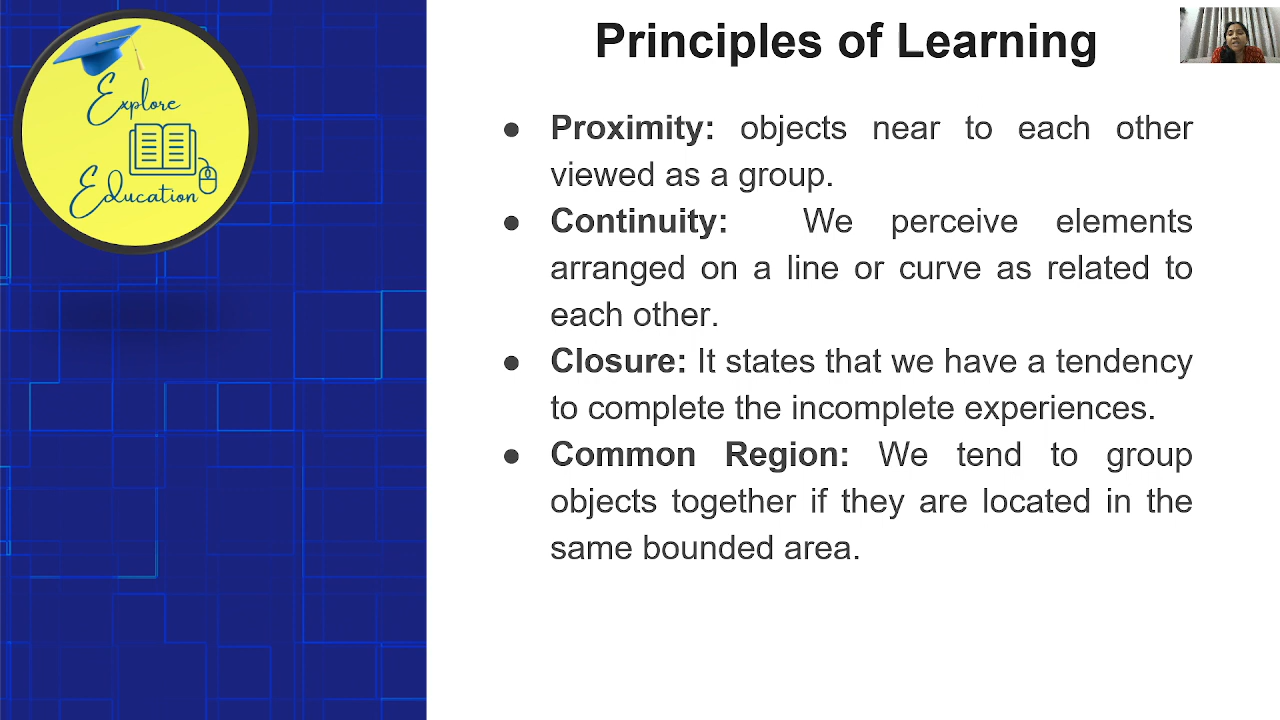 Explore
Education
Principles of Learning
● Proximity: objects near to each other
viewed as a group.
● Continuity: We perceive elements
arranged on a line or curve as related to
each other.
● Closure: It states that we have a tendency
to complete the incomplete experiences.
● Common Region: We tend to group
objects together if they are located in the
same bounded area.